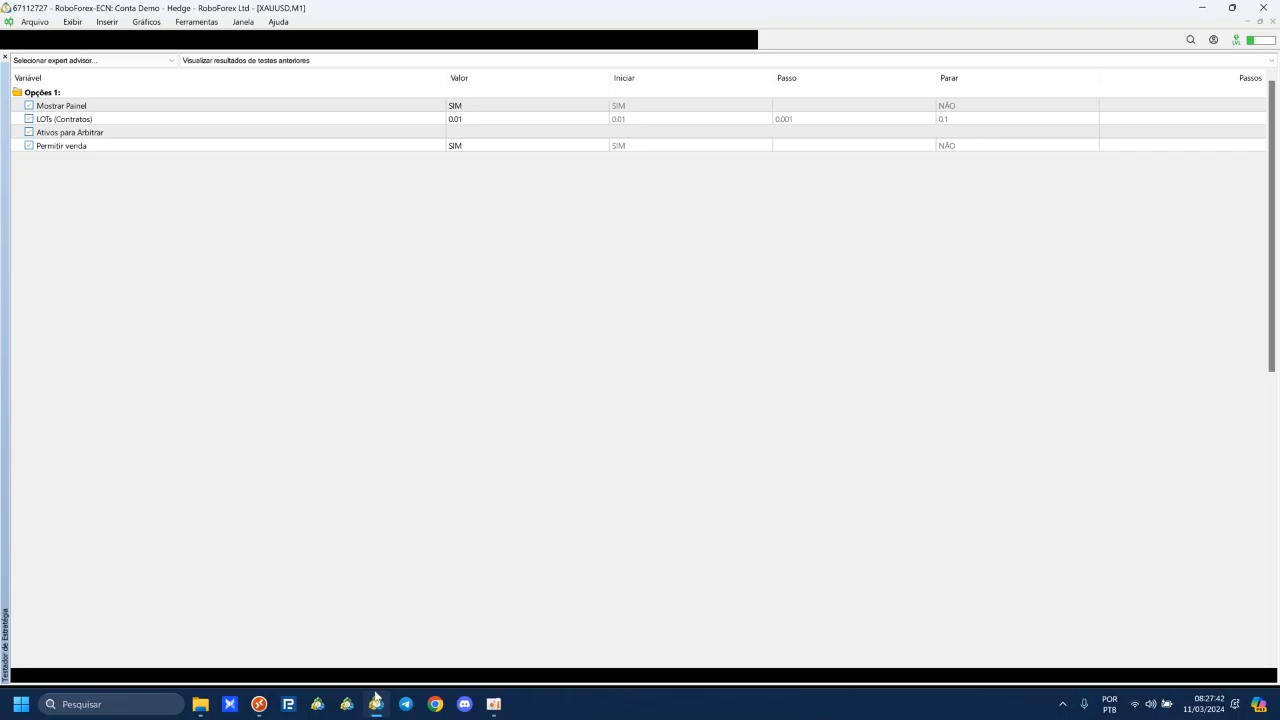 67112727 - RoboForex-ECN: Conta Demo - Hedge - RoboForex Ltd - [XAUUSD,M1]
Arquivo Exibir Inserir Gráficos Ferramentas Janela Ajuda
LVL
Selecionar expert advisor... Visualizar resultados de testes anteriores
Variável Valor Iniciar Passo Parar Passos
Opções 1:
Mostrar Painel SIM SIM NÃO
LOTs (Contratos) 0.01 0.01 0.001 0.1
Ativos para Arbitrar
Permitir venda SIM SIM NÃO
Testador de Estratégia
Pesquisar
POR
PTB
08:27:42
11/03/2024